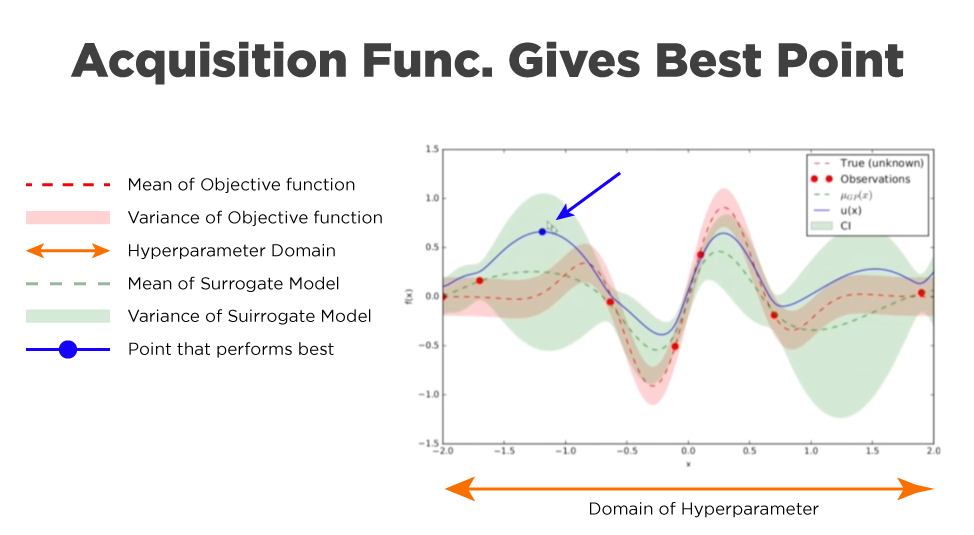 Acquisition Func. Gives Best Point
Mean of Objective function
Variance of Objective function
Hyperparameter Domain
Mean of Surrogate Model
Variance of Suirrogate Model
Point that performs best
True (unknown)
Observations
μGP(x)
u(x)
CI
f(x)
1.5
1.0
0.5
0.0
−0.5
−1.0
−1.5
−2.0 −1.5 −1.0 −0.5 0.0 0.5 1.0 1.5 2.0
x
Domain of Hyperparameter